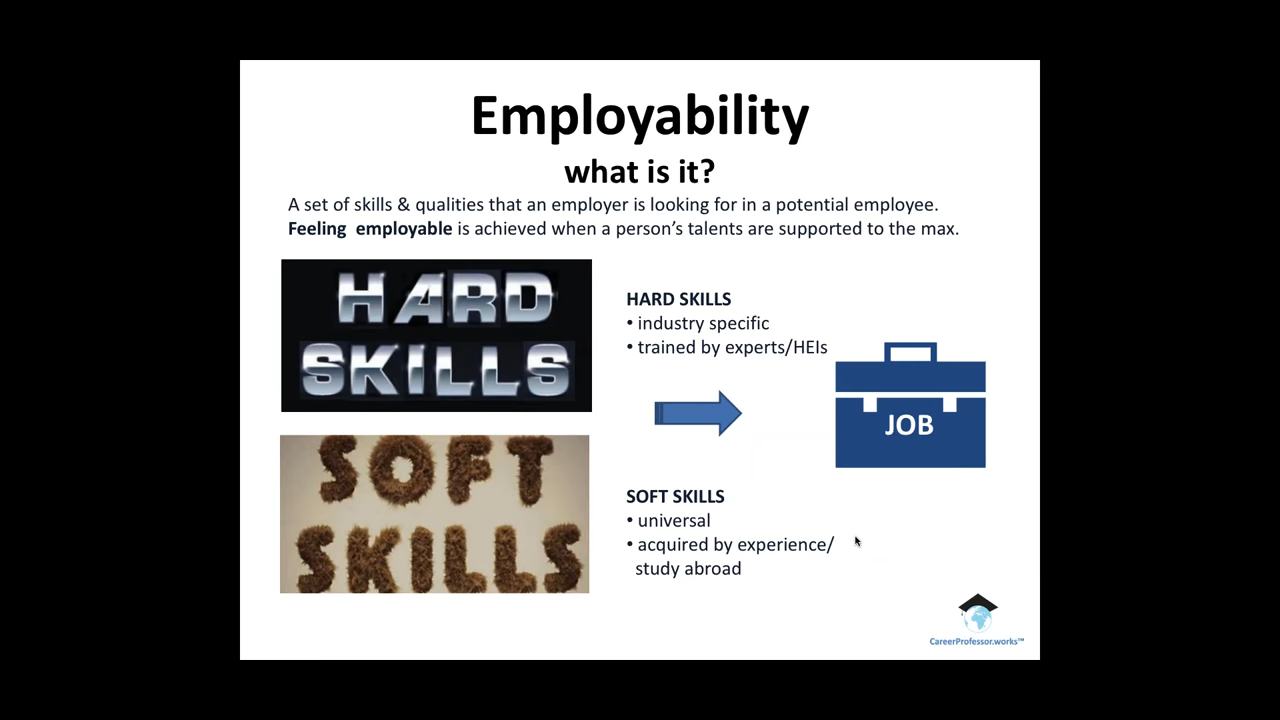 Employability
what is it?
A set of skills & qualities that an employer is looking for in a potential employee.
Feeling employable is achieved when a person's talents are supported to the max.
HARD
SKILLS
HARD SKILLS
• industry specific
• trained by experts/HEIs
JOB
SOFT
SKILLS
SOFT SKILLS
• universal
• acquired by experience/
study abroad
CareerProfessor.works™